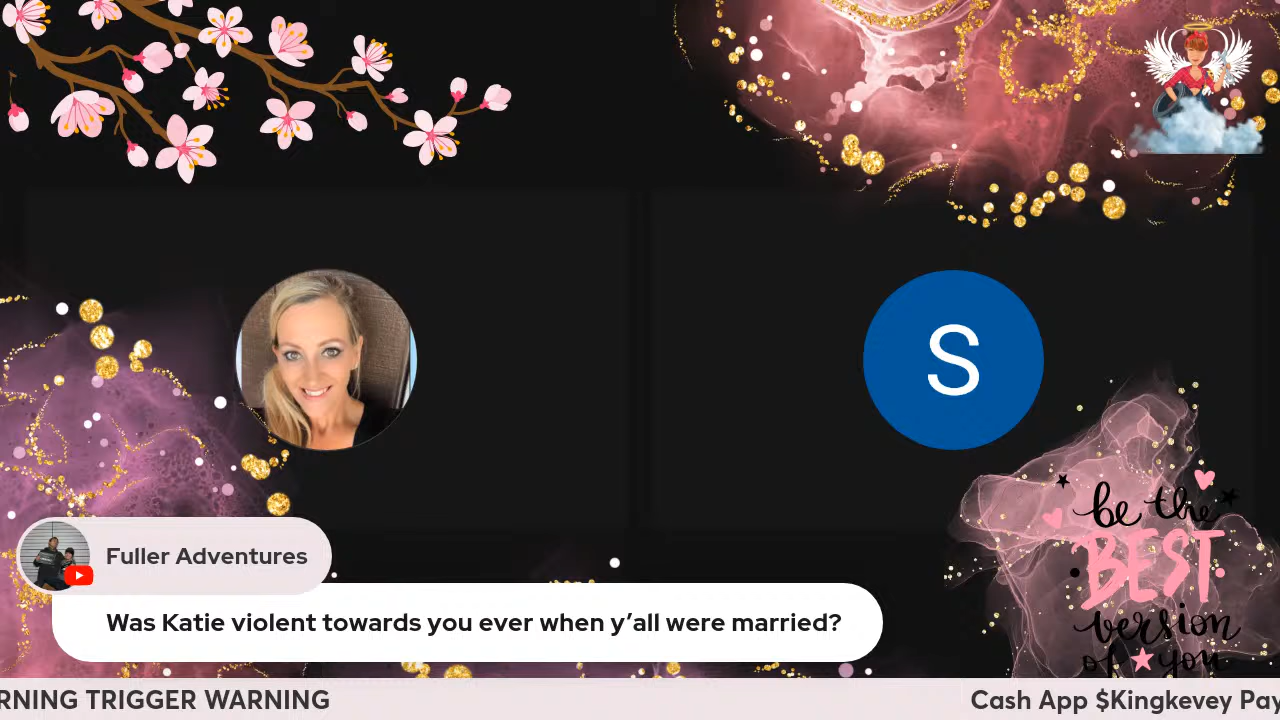 S
be the
BEST
version
of you
Fuller Adventures
Was Katie violent towards you ever when y’all were married?
RNING TRIGGER WARNING
Cash App $Kingkevey Pay